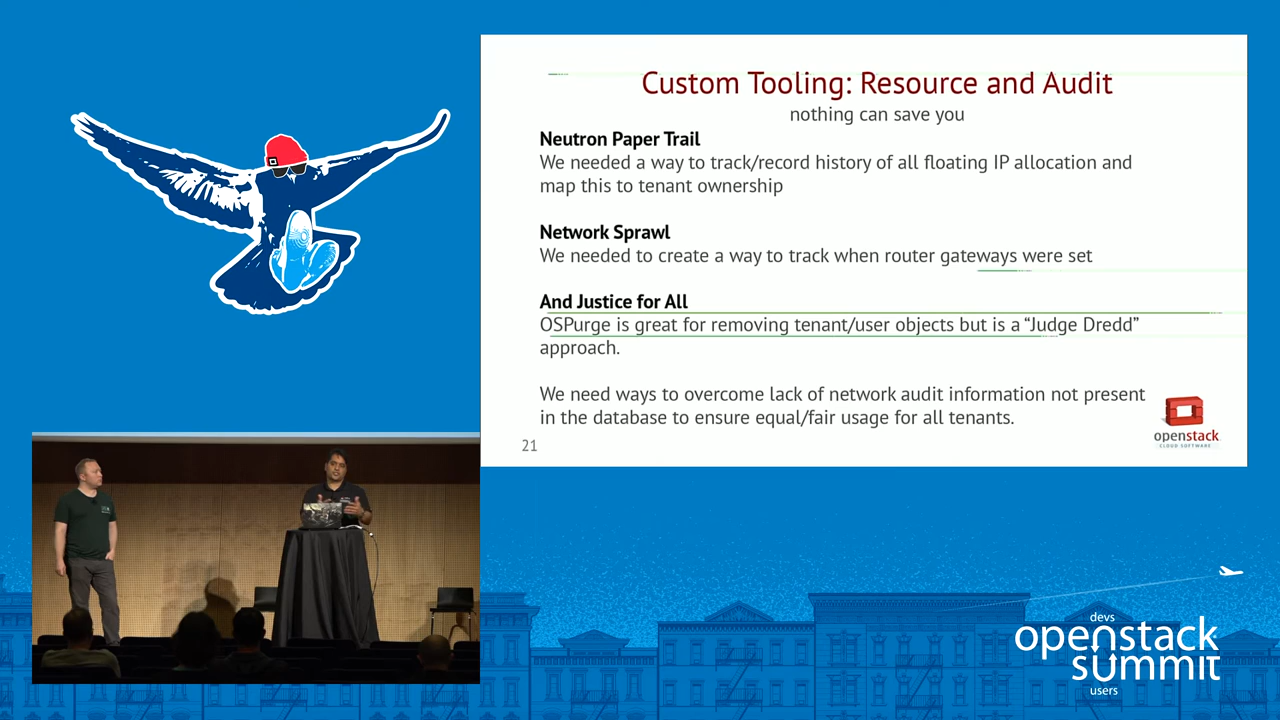 Custom Tooling: Resource and Audit
nothing can save you
Neutron Paper Trail
We needed a way to track/record history of all floating IP allocation and
map this to tenant ownership
Network Sprawl
We needed to create a way to track when router gateways were set
And Justice for All
OSPurge is great for removing tenant/user objects but is a “Judge Dredd”
approach.
We need ways to overcome lack of network audit information not present
in the database to ensure equal/fair usage for all tenants.
21
openstack
CLOUD SOFTWARE
devs
openstack
summit
users